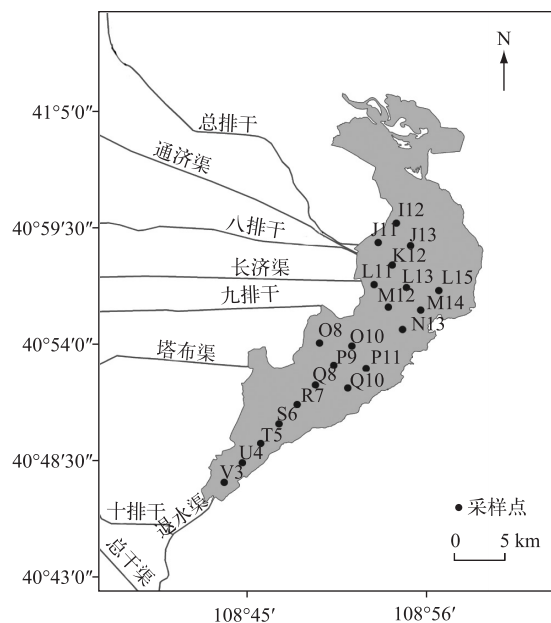 N
41°5′0″
总排干
通济渠
I12
40°59′30″
八排干
J11
J13
K12
长济渠
L11
L13
L15
九排干
M12
M14
N13
40°54′0″
O8
O10
塔布渠
P9
P11
Q8
Q10
R7
S6
T5
40°48′30″
U4
V3
十排干
退水渠
采样点
总干渠
0 5 km
40°43′0″
108°45′
108°56′